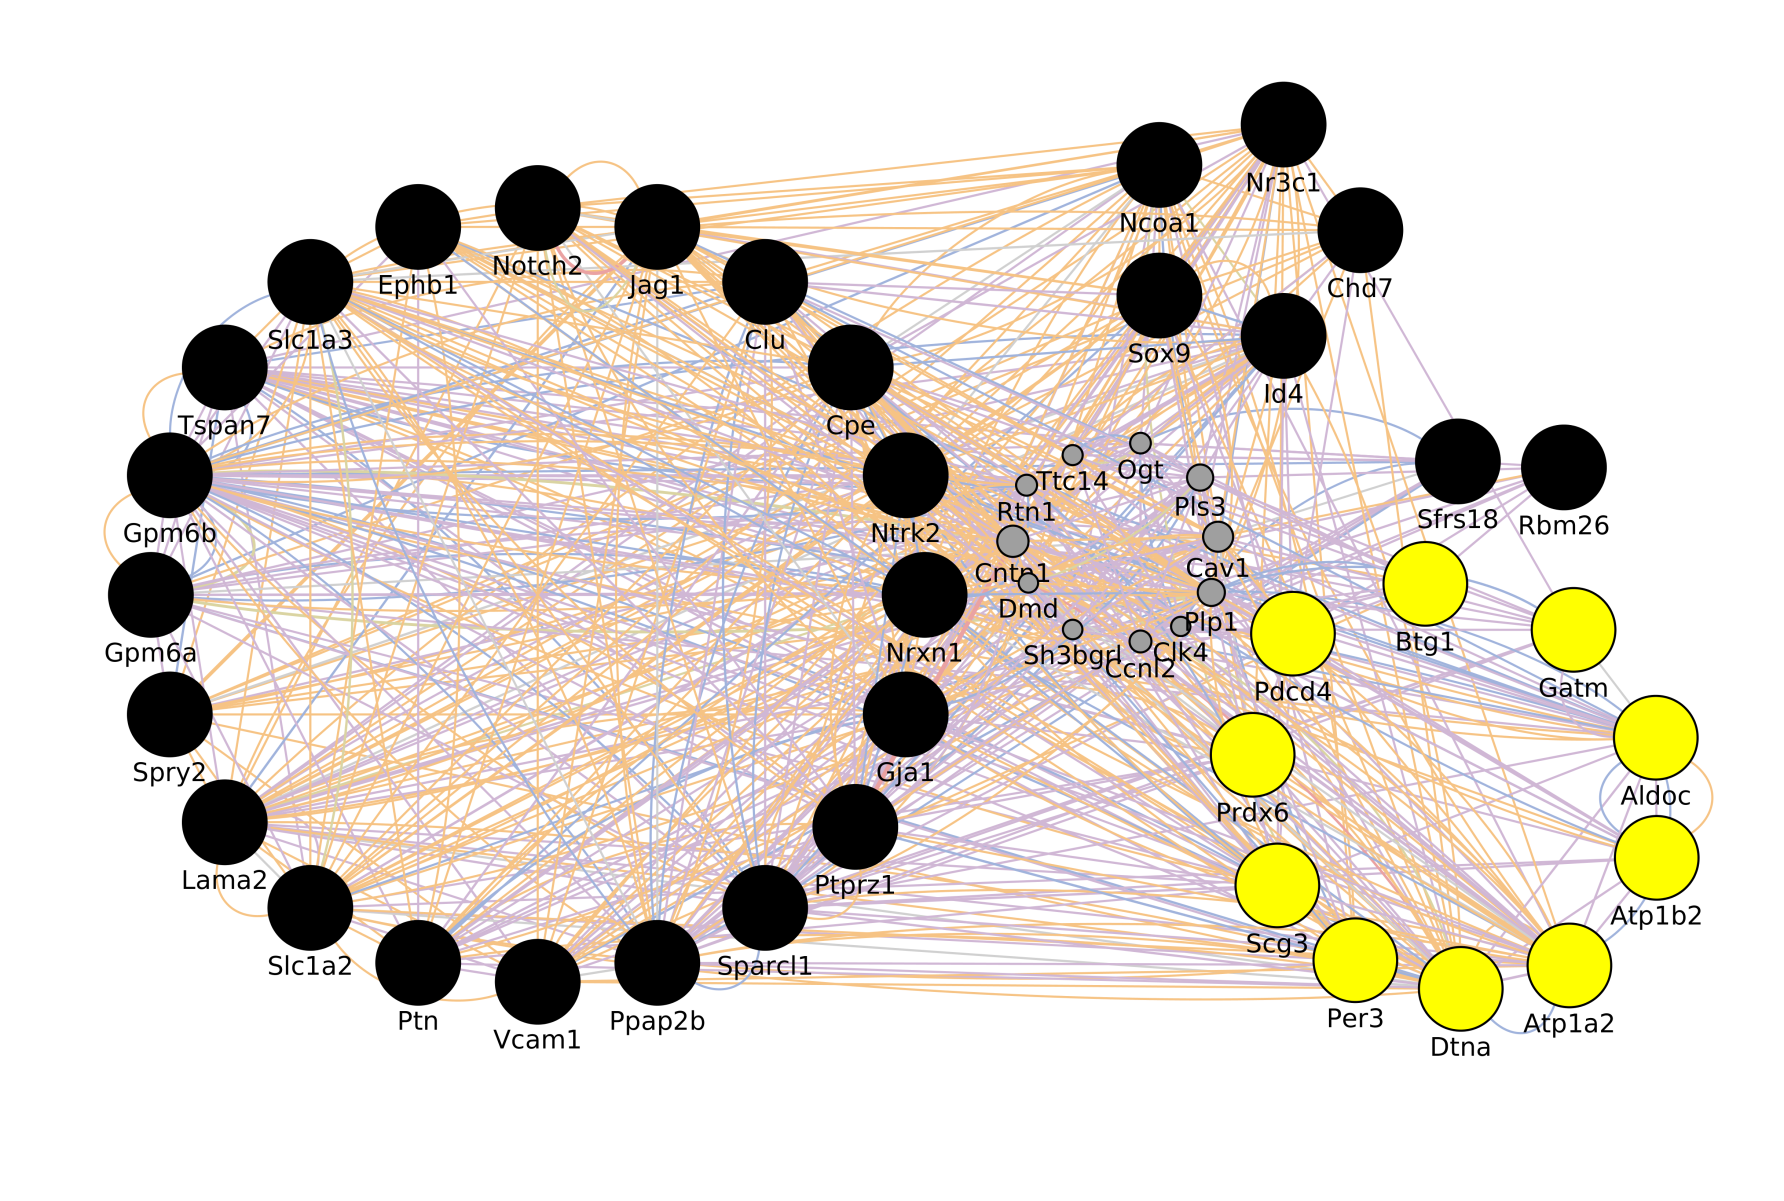 Nr3c1
Ncoa1
Notch2
Ephb1
Jag1
Chd7
Slc1a3
Clu
Sox9
Id4
Tspan7
Cpe
Ogt
Ttc14
Pls3
Rtn1
Sfrs18
Rbm26
Gpm6b
Ntrk2
Cntn1
Cav1
Dmd
Plp1
Btg1
Gpm6a
Nrxn1
Sh3bgrl
Ccnl2
Clk4
Pdcd4
Gatm
Spry2
Gja1
Prdx6
Aldoc
Lama2
Ptprz1
Atp1b2
Scg3
Slc1a2
Sparcl1
Ptn
Vcam1
Ppap2b
Per3
Dtna
Atp1a2